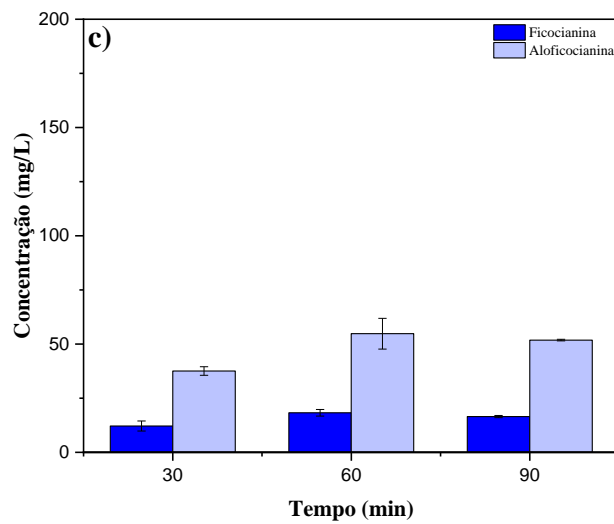 c)
Ficocianina
Aloficocianina
Concentração (mg/L)
200
150
100
50
0
30
60
90
Tempo (min)